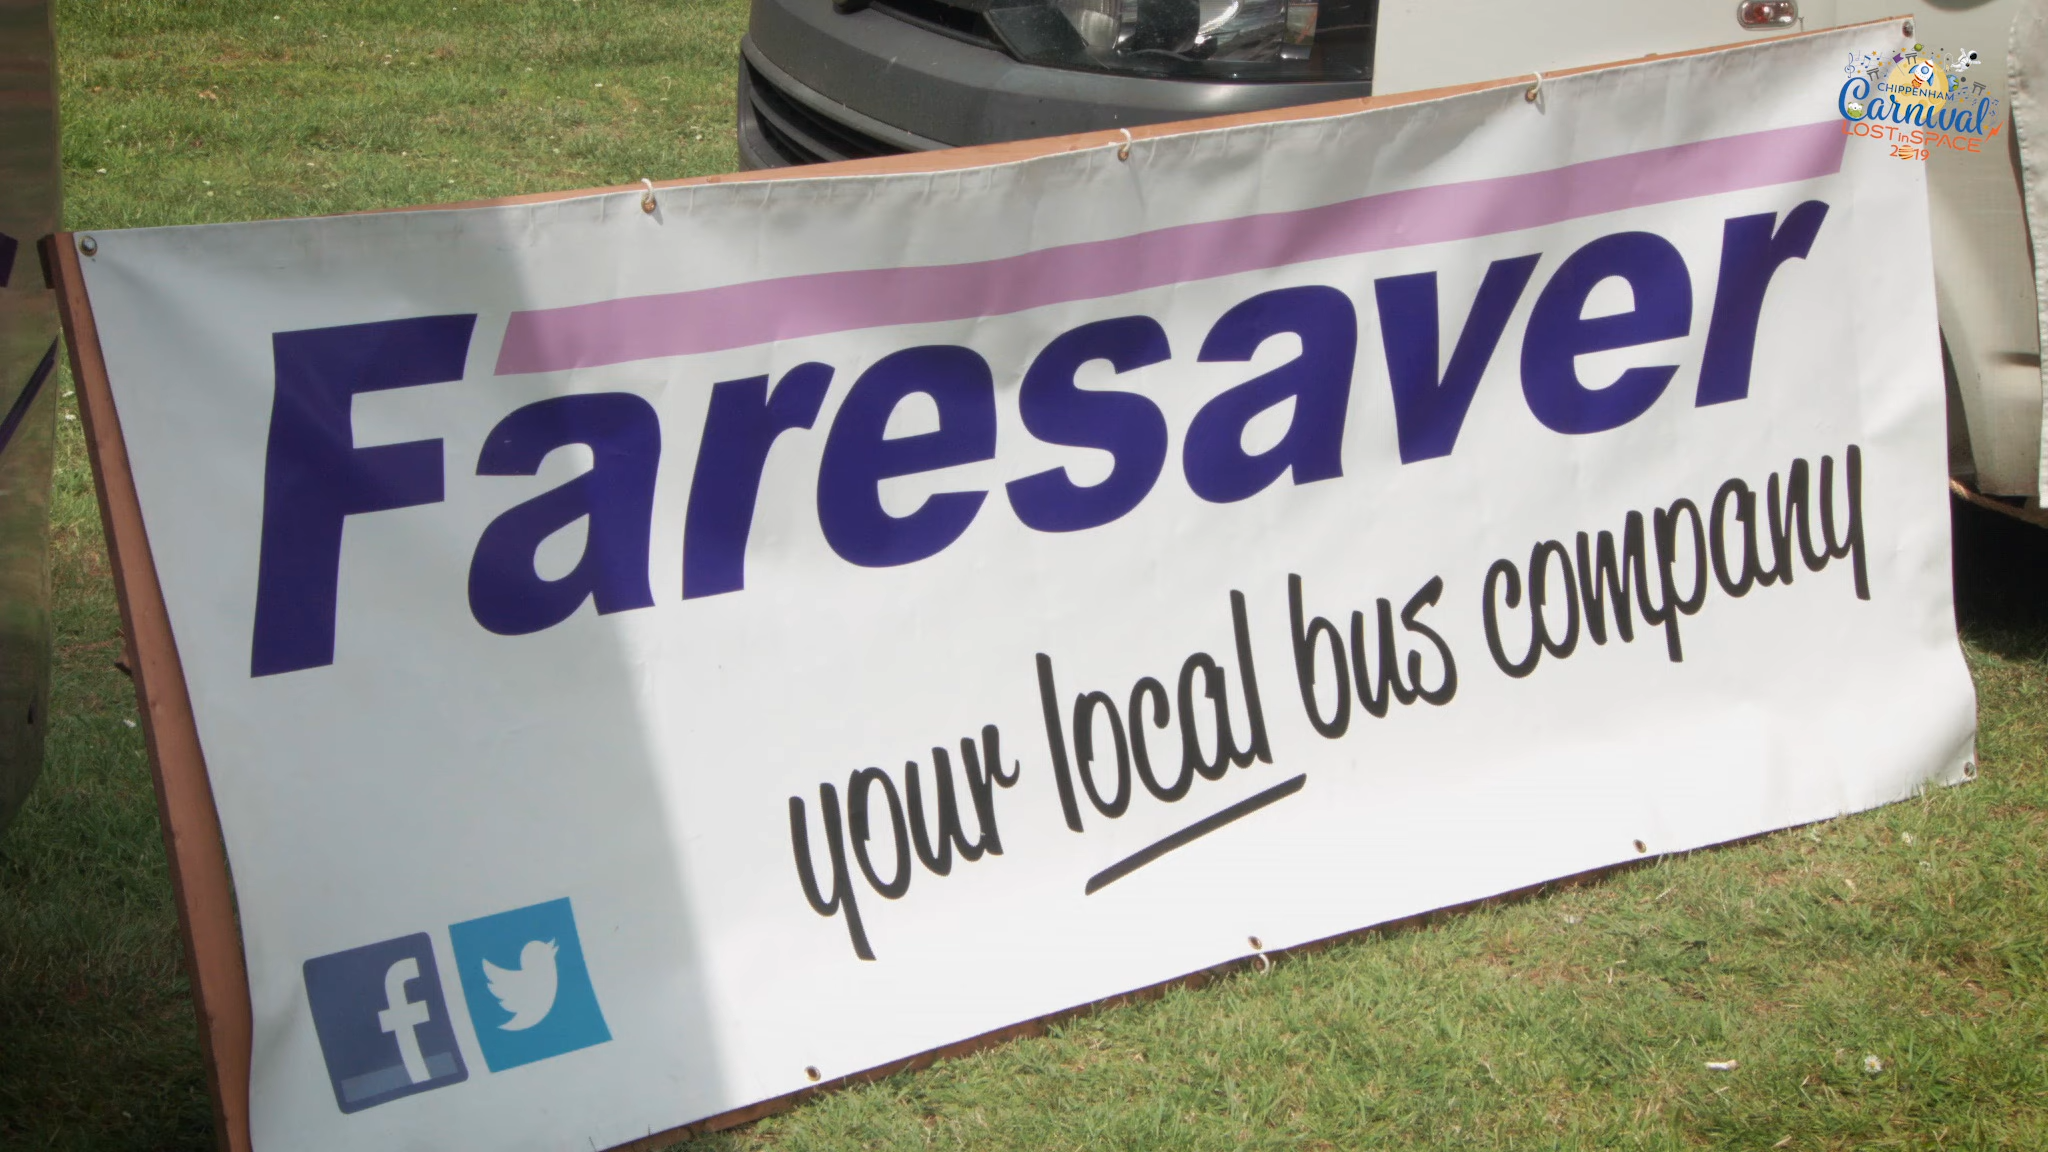 CHIPPENHAM
Carnival
LOST in SPACE
2019
Faresaver
your local bus company